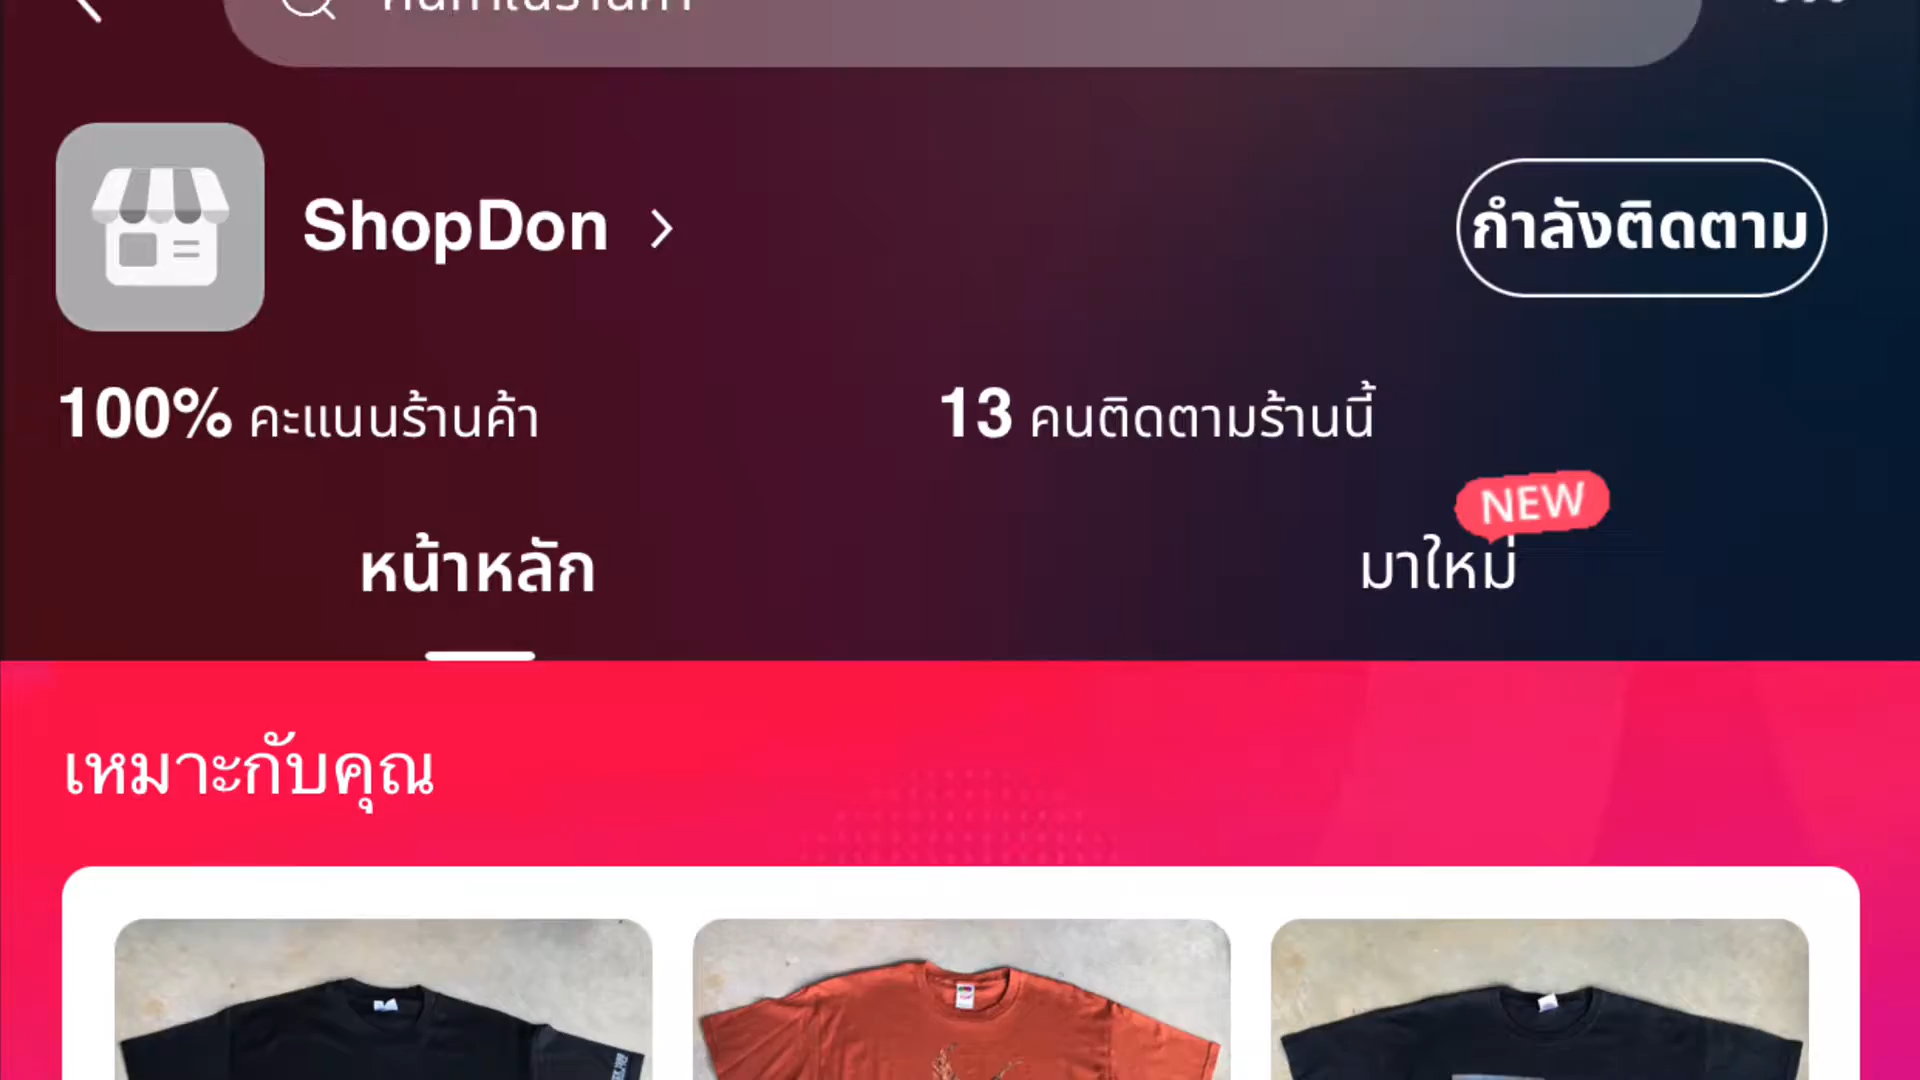 ShopDon
กำลังติดตาม
100% คะแนนร้านค้า
13 คนติดตามร้านนี้
NEW
หน้าหลัก
มาใหม่
เหมาะกับคุณ